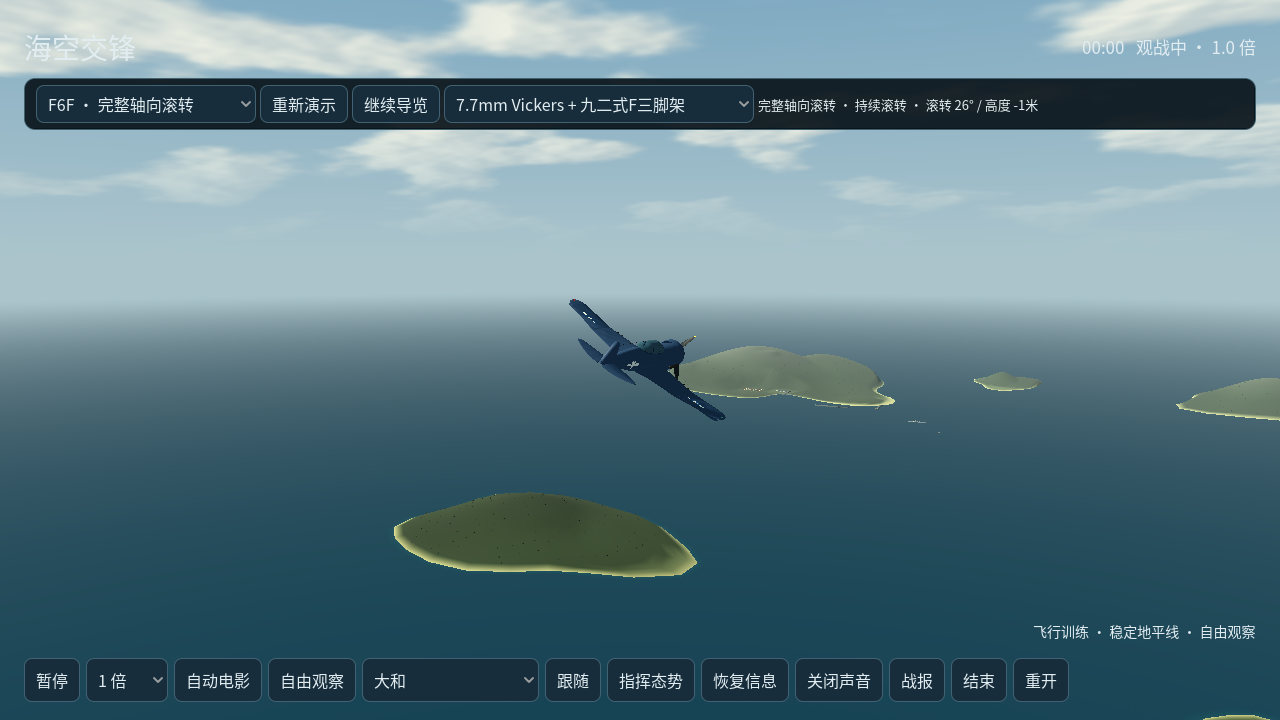 海空交锋
00:00 观战中 · 1.0 倍
F6F · 完整轴向滚转 重新演示 继续导览 7.7mm Vickers + 九二式F三脚架 完整轴向滚转 · 持续滚转 · 滚转 26° / 高度 -1米
飞行训练 · 稳定地平线 · 自由观察
暂停 1 倍 自动电影 自由观察 大和 跟随 指挥态势 恢复信息 关闭声音 战报 结束 重开